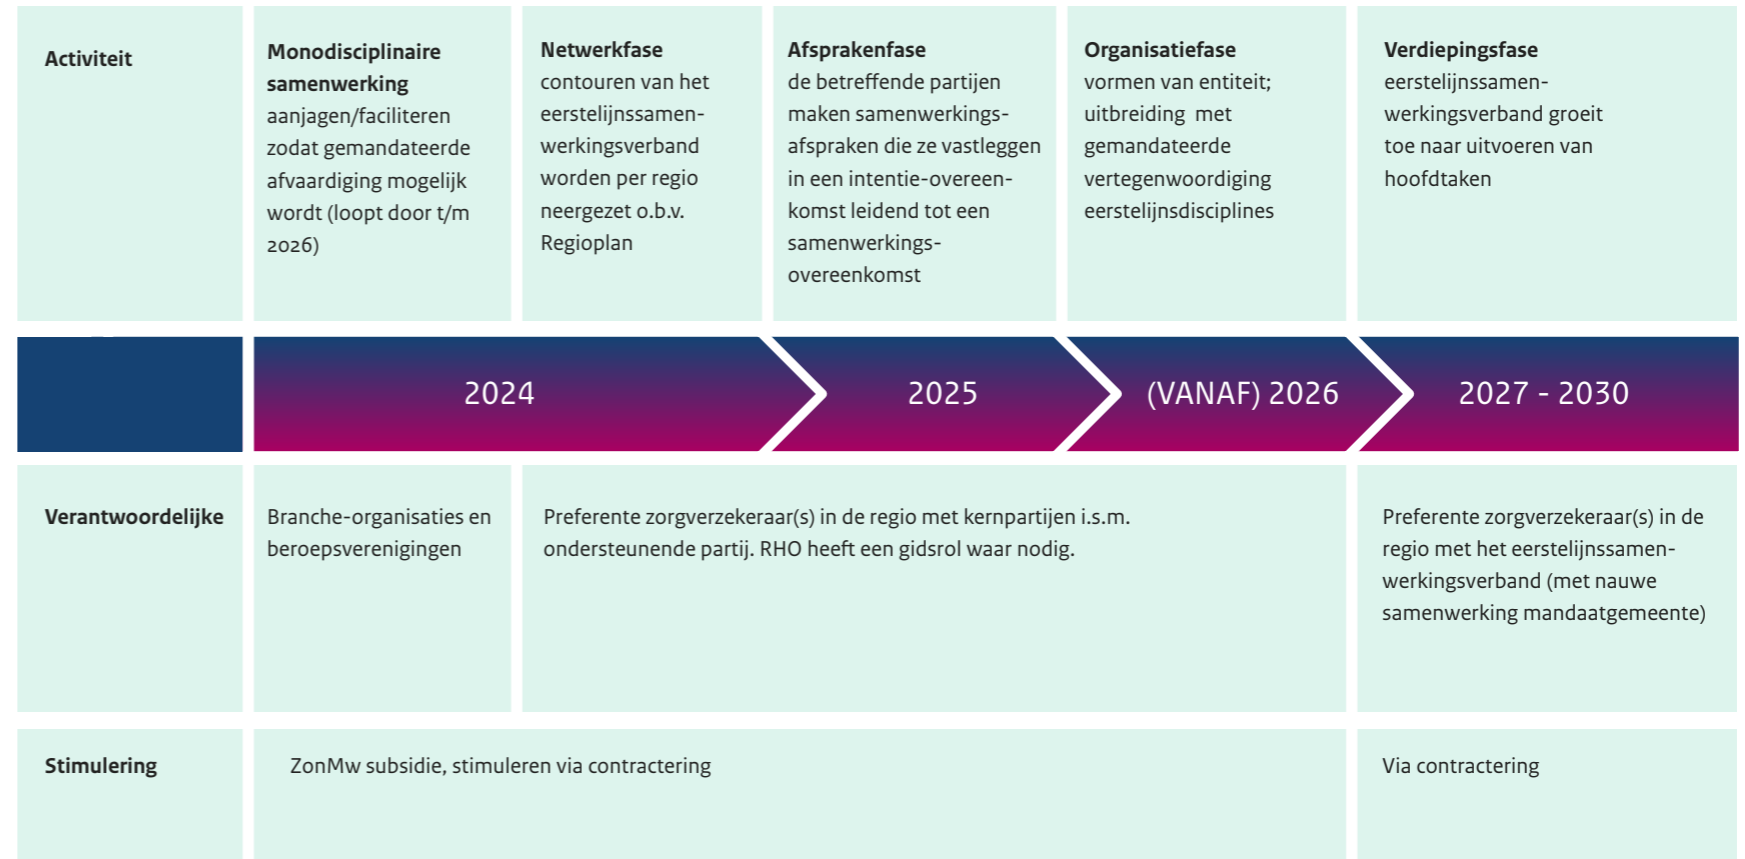 Activiteit
Monodisciplinaire
samenwerking
aanjagen/faciliteren
zodat gemandateerde
afvaardiging mogelijk
wordt (loopt door t/m
2026)
Netwerkfase
contouren van het
eerstelijnssamen-
werkingsverband
worden per regio
neergezet o.b.v.
Regioplan
Afsprakenfase
de betreffende partijen
maken samenwerkings-
afspraken die ze vastleggen
in een intentie-overeen-
komst leidend tot een
samenwerkings-
overeenkomst
Organisatiefase
vormen van entiteit;
uitbreiding met
gemandateerde
vertegenwoordiging
eerstelijnsdisciplines
Verdiepingsfase
eerstelijnssamen-
werkingsverband groeit
toe naar uitvoeren van
hoofdtaken
2024
2025
(VANAF) 2026
2027 - 2030
Verantwoordelijke
Branche-organisaties en
beroepsverenigingen
Preferente zorgverzekeraar(s) in de regio met kernpartijen i.s.m.
ondersteunende partij. RHO heeft een gidsrol waar nodig.
Preferente zorgverzekeraar(s) in de
regio met het eerstelijnssamen-
werkingsverband (met nauwe
samenwerking mandaatgemeente)
Stimulering
ZonMw subsidie, stimuleren via contractering
Via contractering